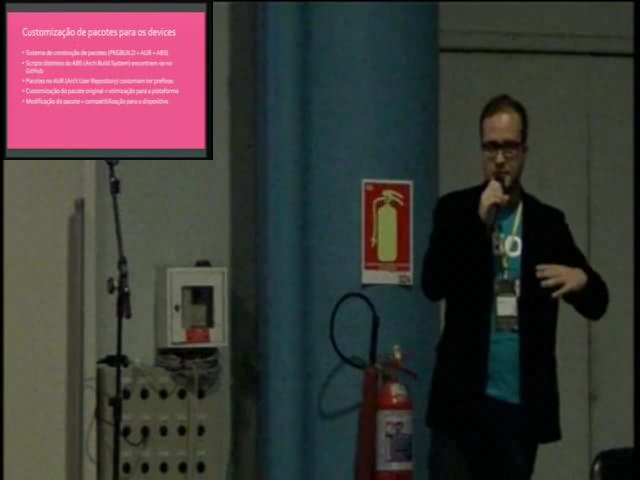 Customização de pacotes para os devices
• Sistema de construção de pacotes (PKGBUILD + AUR + ABS)
• Scripts distintos do ABS (Arch Build System) encontram-se no
GitHub
• Pacotes no AUR (Arch User Repository) costumam ter prefixos
• Customização do pacote original = otimização para a plataforma
• Modificação do pacote = compatibilização para o dispositivo